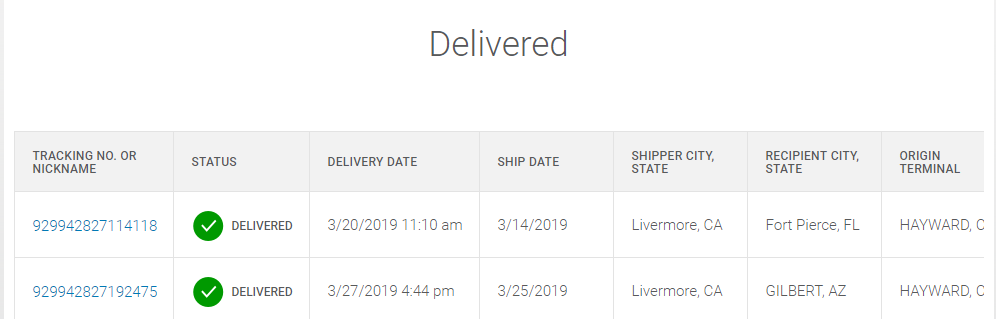 Delivered
TRACKING NO. OR NICKNAME STATUS DELIVERY DATE SHIP DATE SHIPPER CITY, STATE RECIPIENT CITY, STATE ORIGIN TERMINAL
929942827114118 DELIVERED 3/20/2019 11:10 am 3/14/2019 Livermore, CA Fort Pierce, FL HAYWARD, C
929942827192475 DELIVERED 3/27/2019 4:44 pm 3/25/2019 Livermore, CA GILBERT, AZ HAYWARD, C